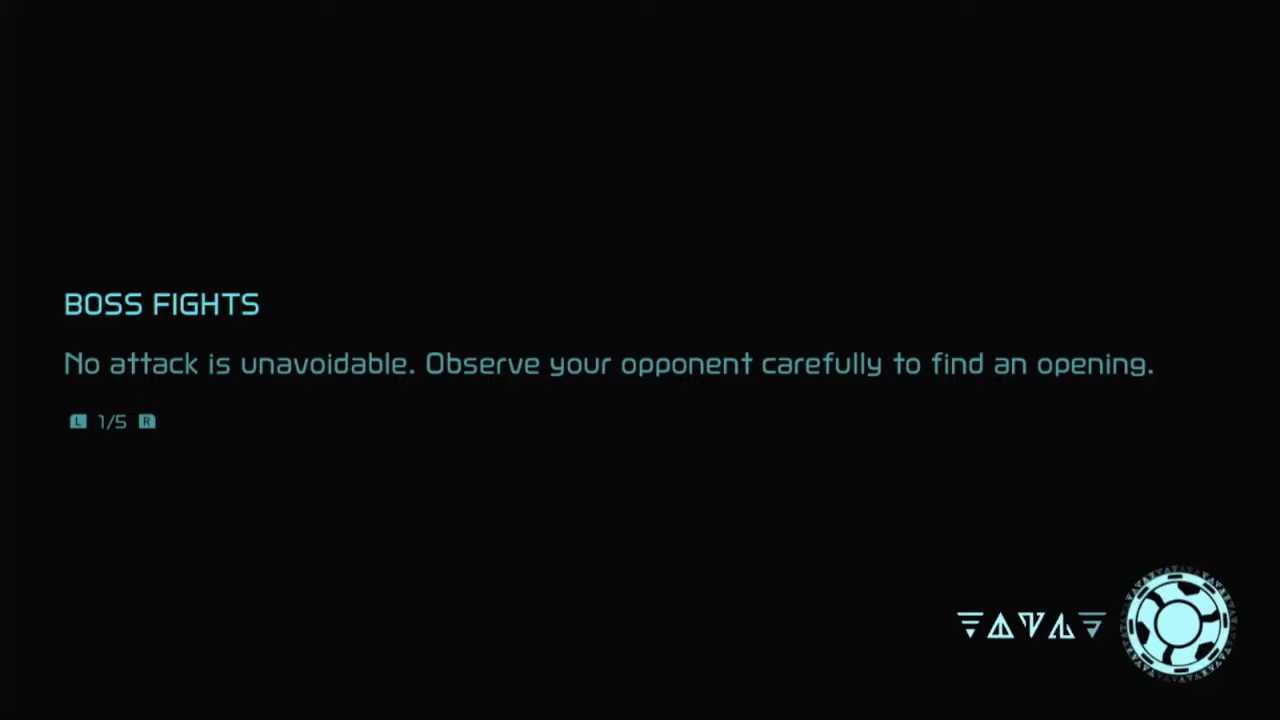 BOSS FIGHTS
No attack is unavoidable. Observe your opponent carefully to find an opening.
L 1/5 R